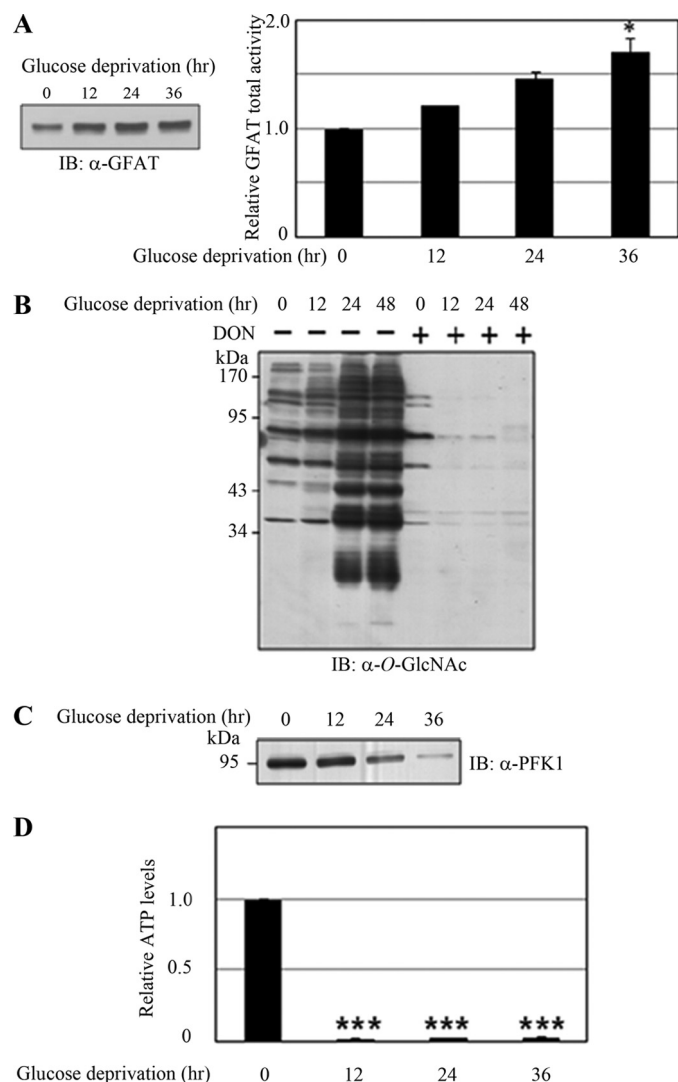 A
Glucose deprivation (hr)
0 12 24 36
IB: α-GFAT
Relative GFAT total activity
2.0
*
1.0
0
Glucose deprivation (hr) 0 12 24 36
B
Glucose deprivation (hr) 0 12 24 48 0 12 24 48
DON − − − − + + + +
kDa
170
95
43
34
IB: α-O-GlcNAc
C
Glucose deprivation (hr) 0 12 24 36
kDa
95
IB: α-PFK1
D
Relative ATP levels
1.0
0.5
0
*** *** ***
Glucose deprivation (hr) 0 12 24 36